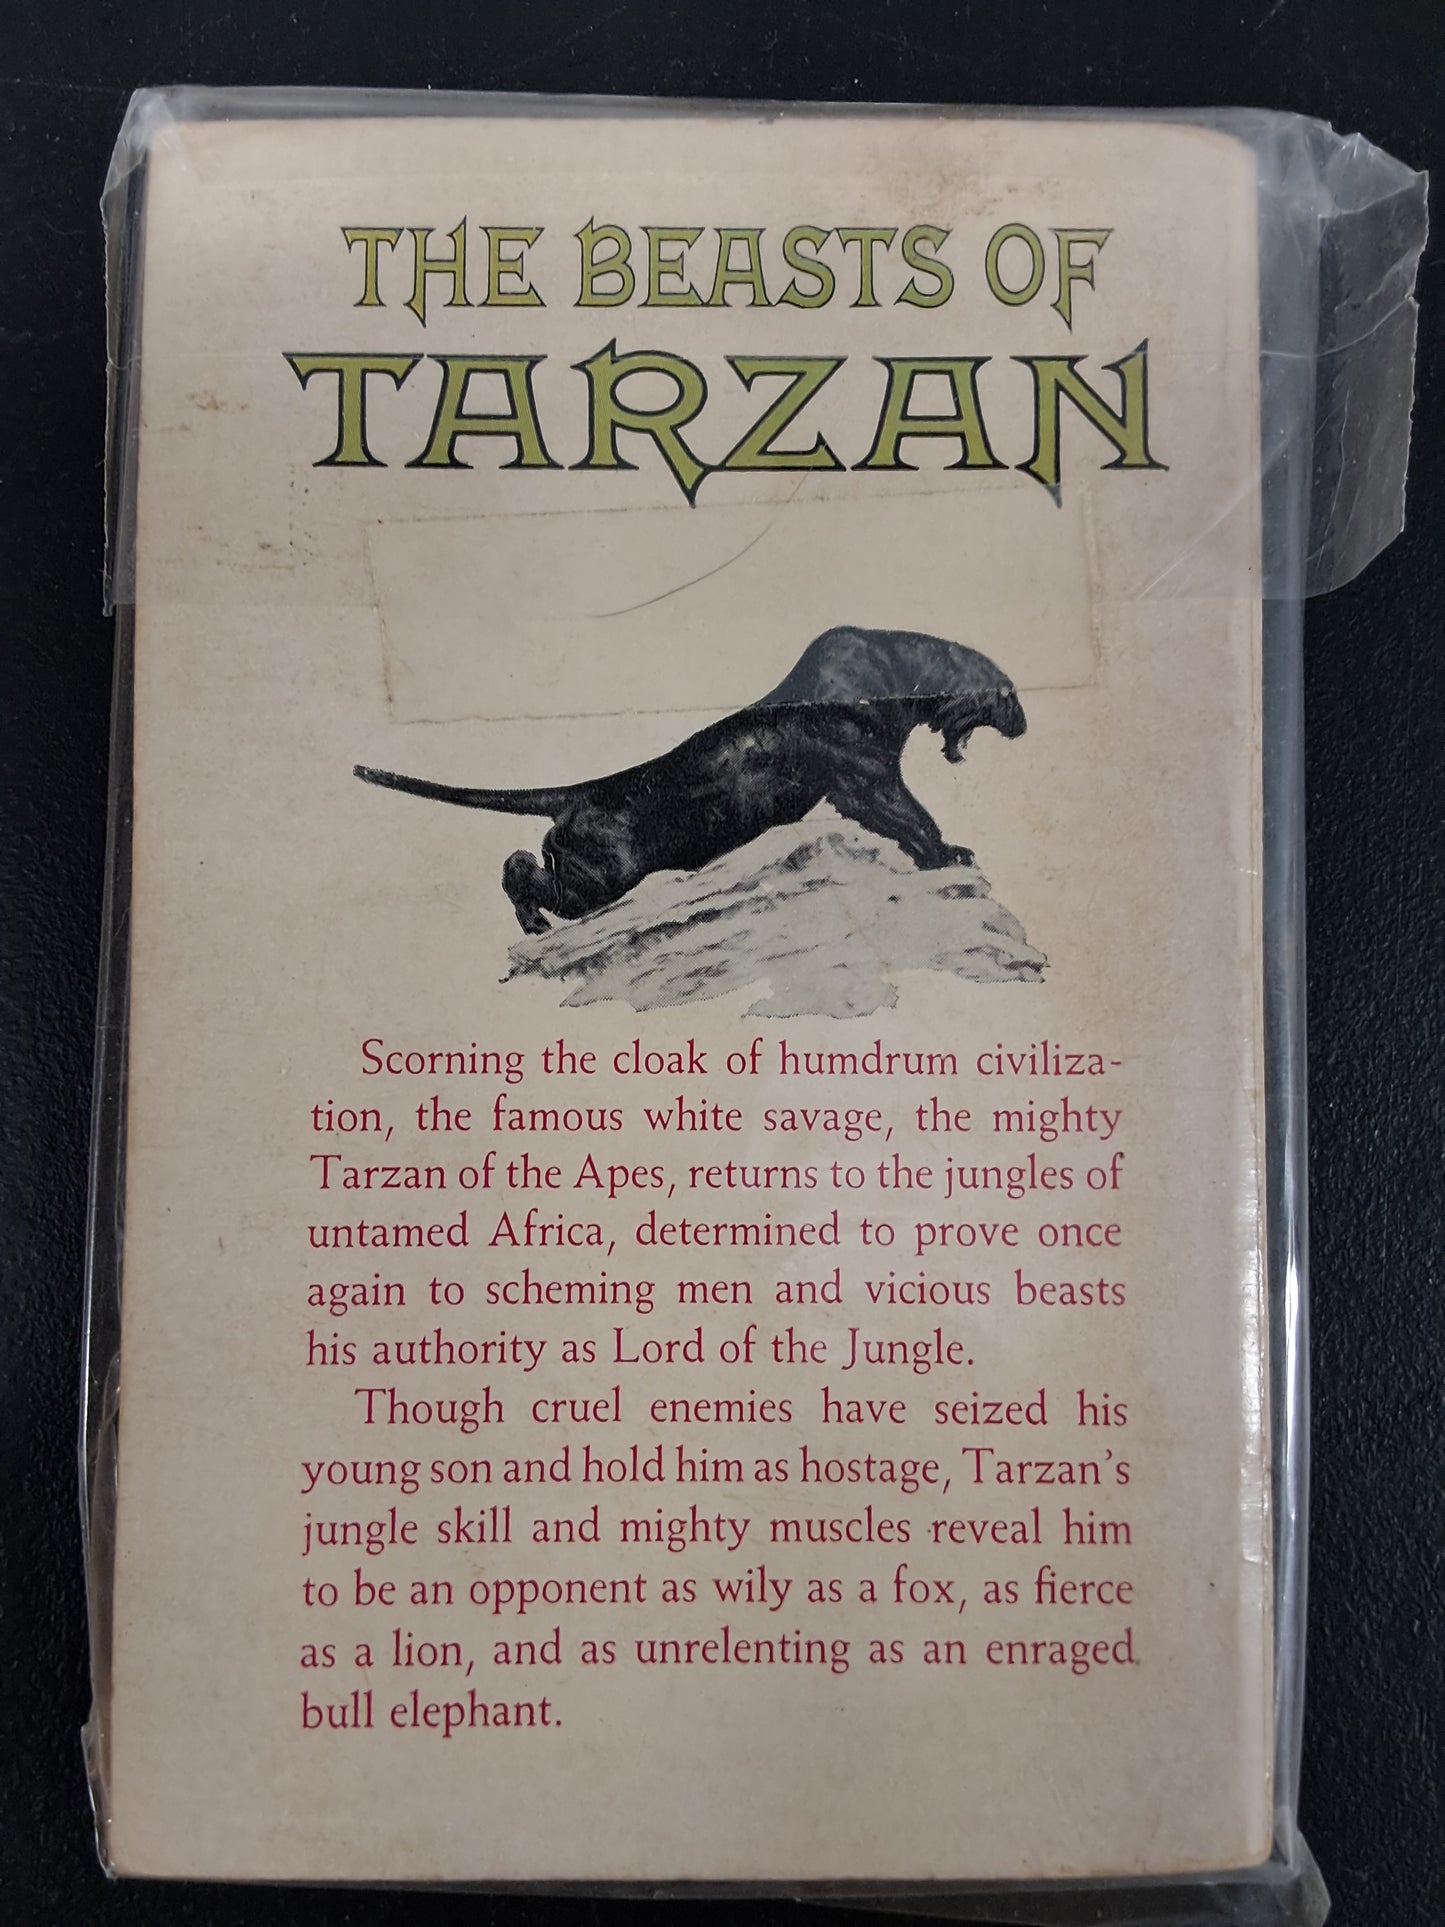 THE BEASTS OF
TARZAN
Scorning the cloak of humdrum civiliza-
tion, the famous white savage, the mighty
Tarzan of the Apes, returns to the jungles of
untamed Africa, determined to prove once
again to scheming men and vicious beasts
his authority as Lord of the Jungle.
Though cruel enemies have seized his
young son and hold him as hostage, Tarzan's
jungle skill and mighty muscles reveal him
to be an opponent as wily as a fox, as fierce
as a lion, and as unrelenting as an enraged
bull elephant.